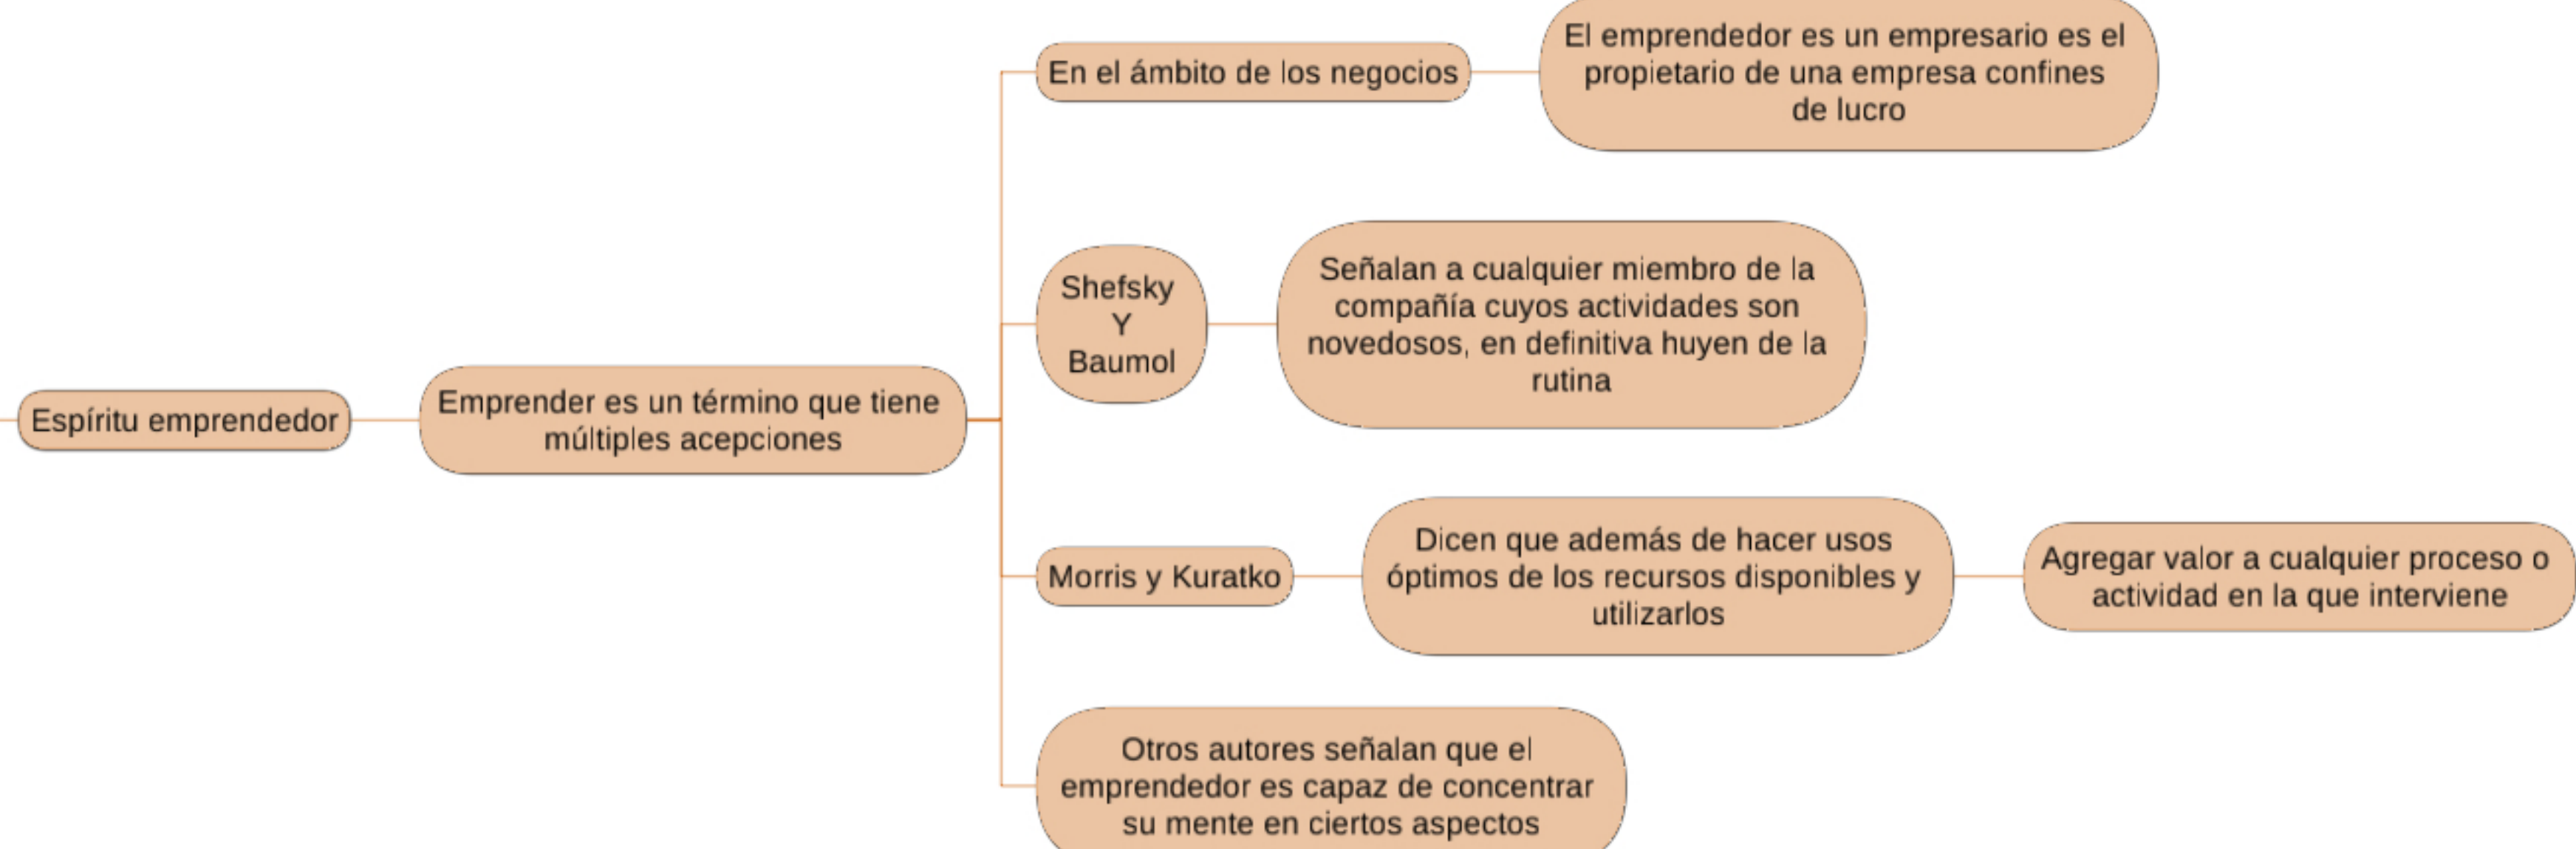 Espíritu emprendedor
Emprender es un término que tiene
múltiples acepciones
En el ámbito de los negocios
El emprendedor es un empresario es el
propietario de una empresa confines
de lucro
Shefsky
Y
Baumol
Señalan a cualquier miembro de la
compañía cuyos actividades son
novedosos, en definitiva huyen de la
rutina
Morris y Kuratko
Dicen que además de hacer usos
óptimos de los recursos disponibles y
utilizarlos
Agregar valor a cualquier proceso o
actividad en la que interviene
Otros autores señalan que el
emprendedor es capaz de concentrar
su mente en ciertos aspectos